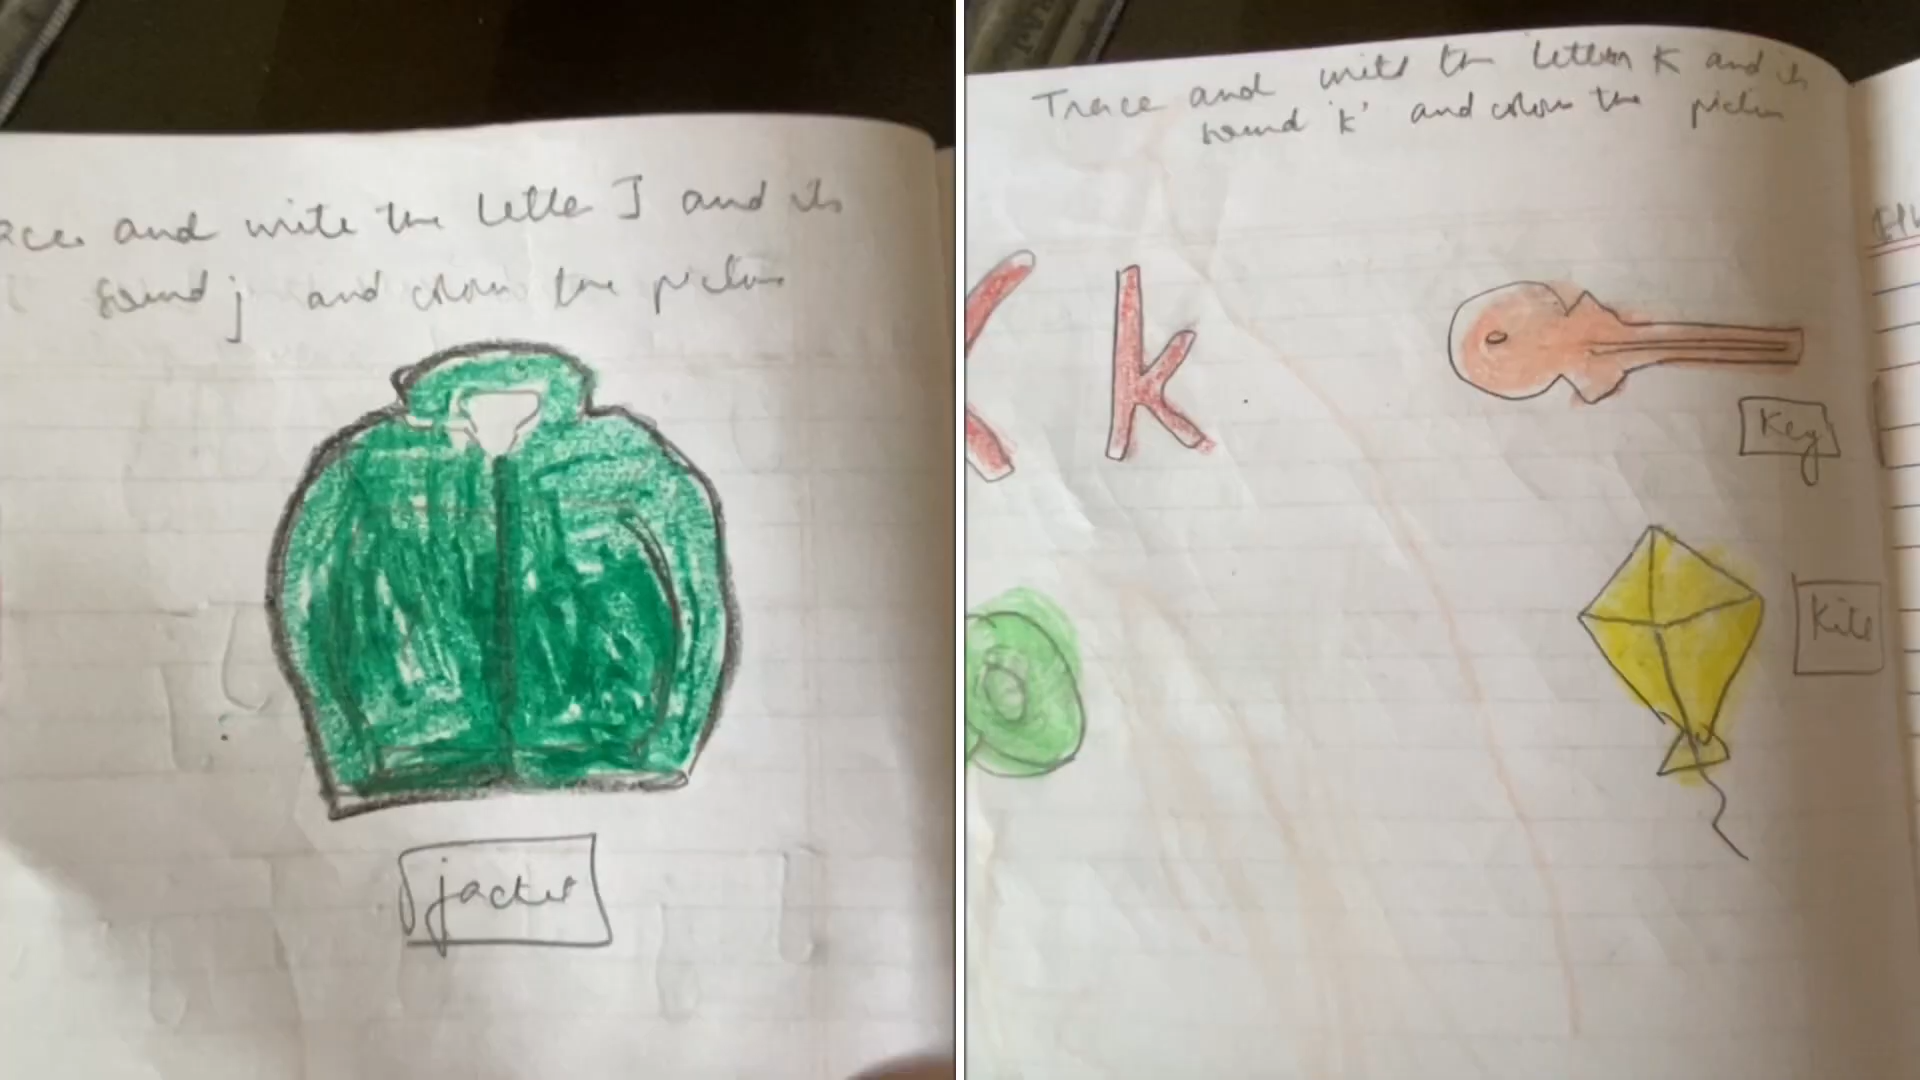 ace and write the letter J and its
sound j and colour the picture
jacket
Trace and write the letter K and its
sound 'k' and colour the picture
K k
Key
Kite